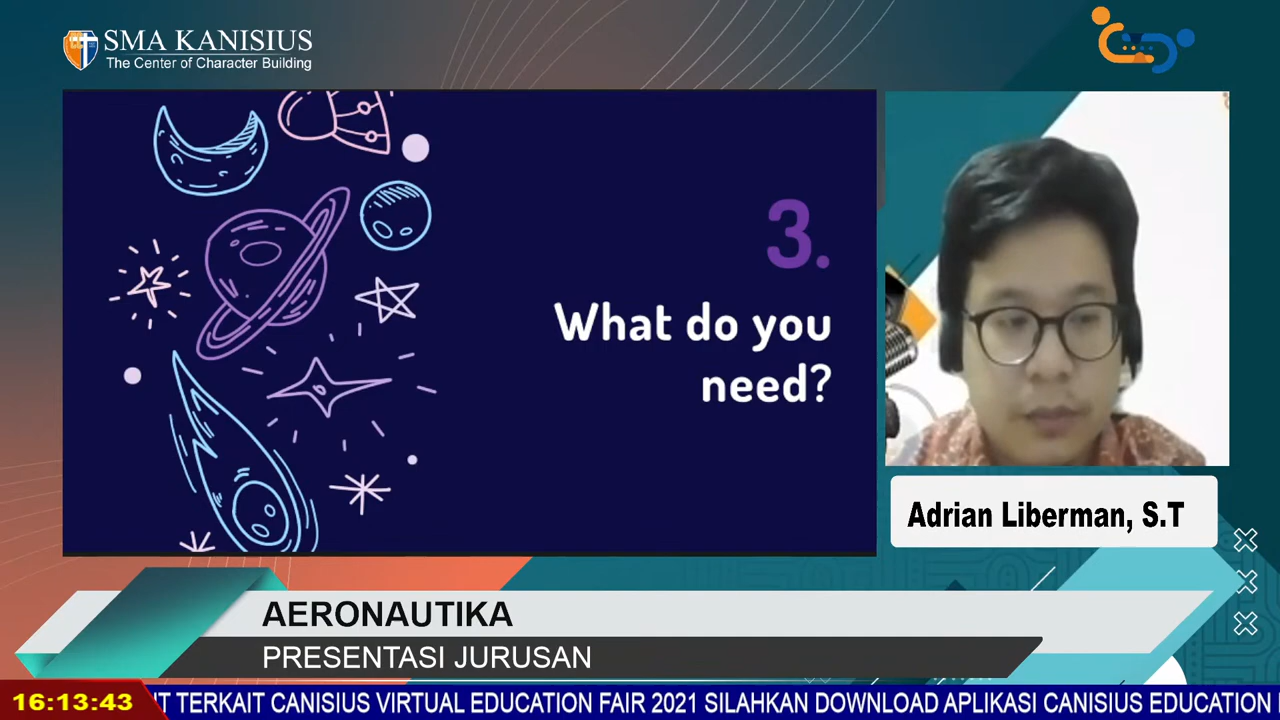 SMA KANISIUS
The Center of Character Building
3.
What do you
need?
Adrian Liberman, S.T
AERONAUTIKA
PRESENTASI JURUSAN
16:13:43
TERKAIT CANISIUS VIRTUAL EDUCATION FAIR 2021 SILAHKAN DOWNLOAD APLIKASI CANISIUS EDUCATION